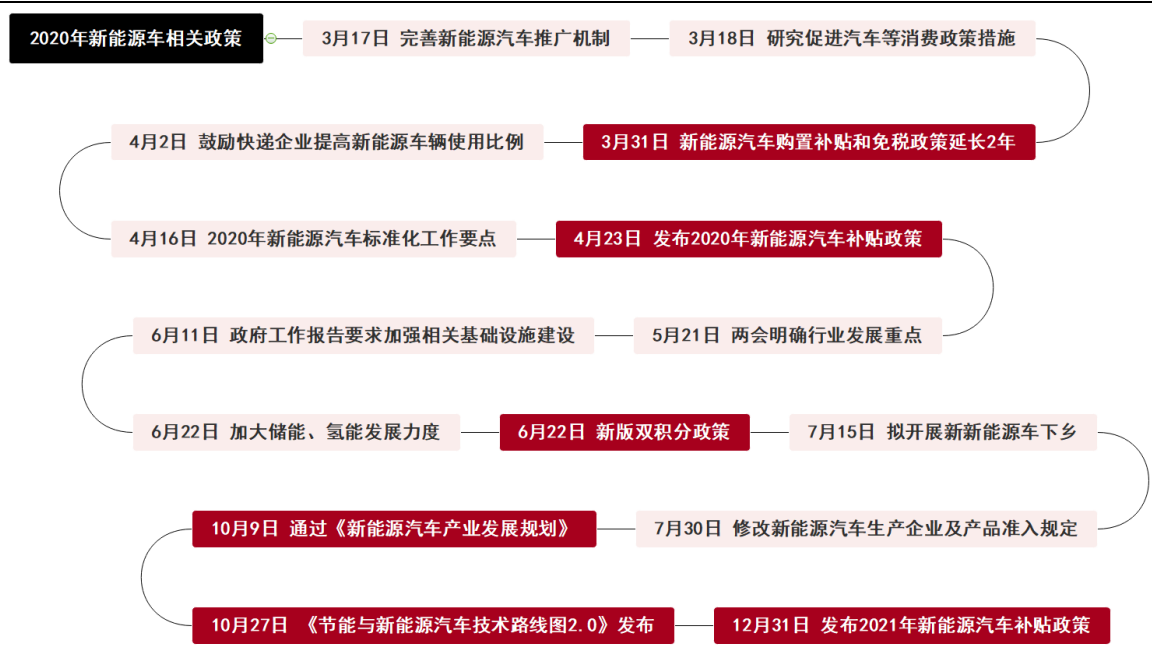 2020年新能源车相关政策
3月17日 完善新能源汽车推广机制
3月18日 研究促进汽车等消费政策措施
3月31日 新能源汽车购置补贴和免税政策延长2年
4月2日 鼓励快递企业提高新能源车辆使用比例
4月16日 2020年新能源汽车标准化工作要点
4月23日 发布2020年新能源汽车补贴政策
5月21日 两会明确行业发展重点
6月11日 政府工作报告要求加强相关基础设施建设
6月22日 加大储能、氢能发展力度
6月22日 新版双积分政策
7月15日 拟开展新新能源车下乡
7月30日 修改新能源汽车生产企业及产品准入规定
10月9日 通过《新能源汽车产业发展规划》
10月27日 《节能与新能源汽车技术路线图2.0》发布
12月31日 发布2021年新能源汽车补贴政策